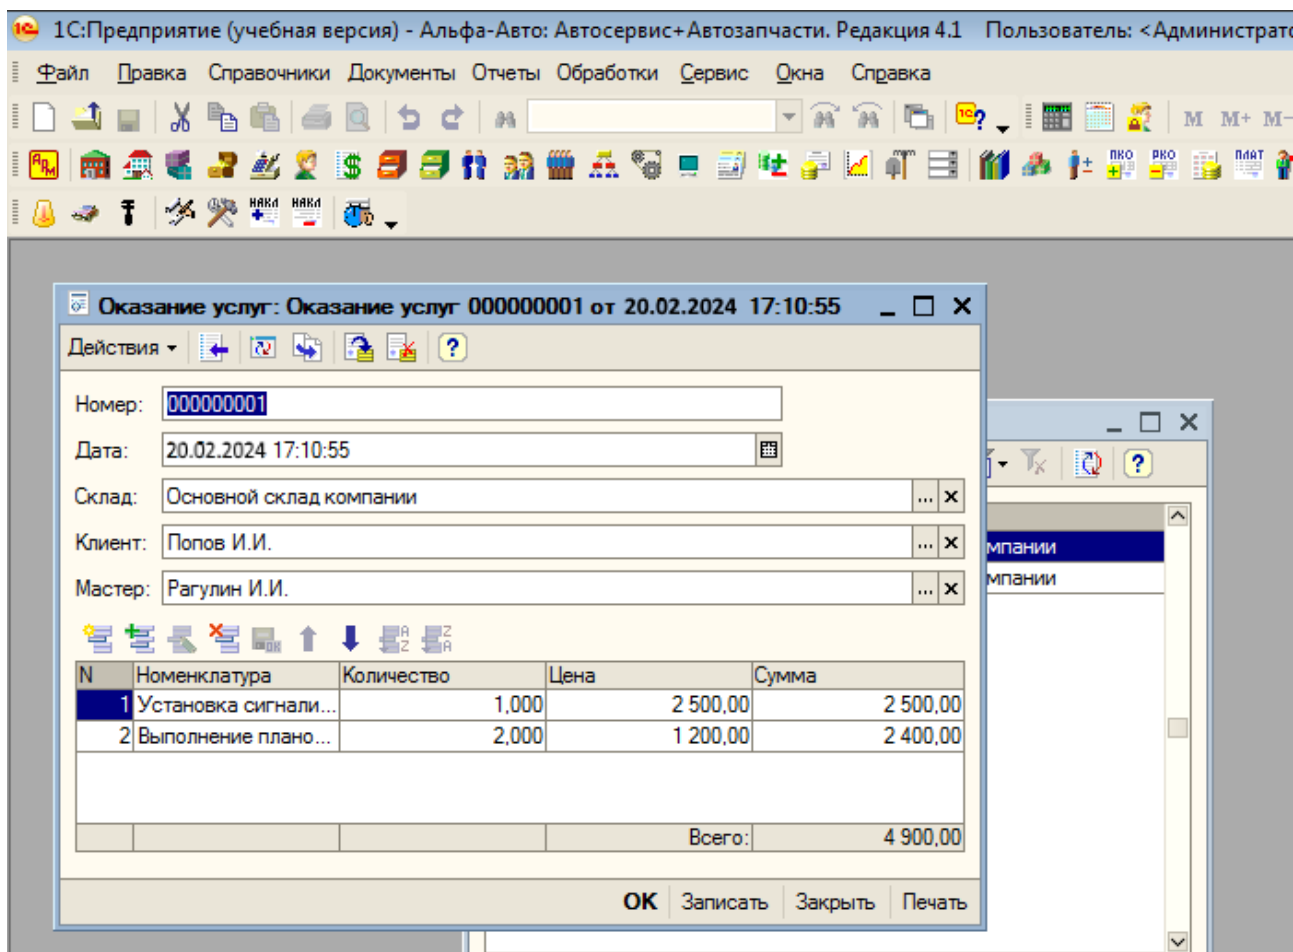 1С:Предприятие (учебная версия) - Альфа-Авто: Автосервис+Автозапчасти. Редакция 4.1 Пользователь: <Администрато
Файл Правка Справочники Документы Отчеты Обработки Сервис Окна Справка
M M+ M-
ПКО РКО ПЛАТ
НАКЛ НАКЛ
Оказание услуг: Оказание услуг 000000001 от 20.02.2024 17:10:55
Действия
Номер: 000000001
Дата: 20.02.2024 17:10:55
Склад: Основной склад компании
Клиент: Попов И.И.
Мастер: Рагулин И.И.
мпании
мпании
N Номенклатура Количество Цена Сумма
1 Установка сигнали... 1,000 2 500,00 2 500,00
2 Выполнение плано... 2,000 1 200,00 2 400,00
Всего: 4 900,00
OK Записать Закрыть Печать